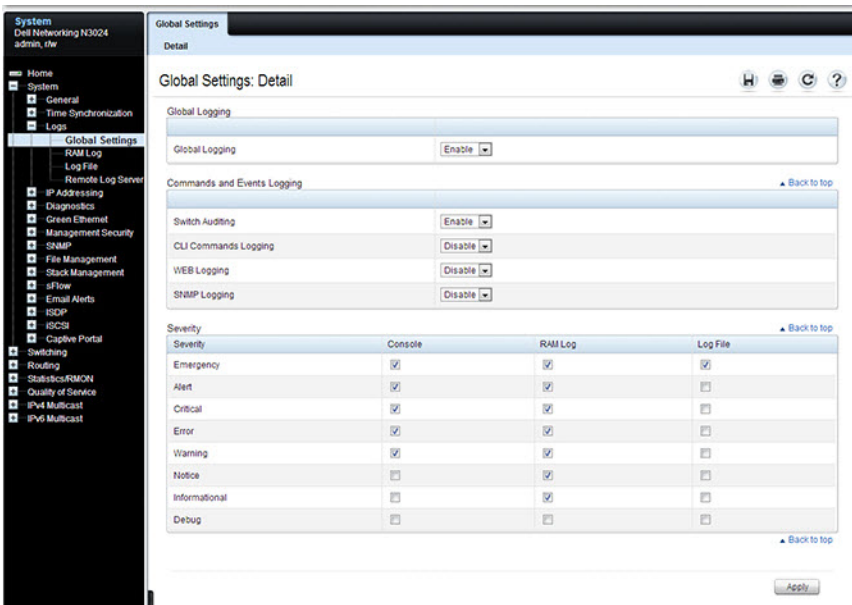 System
Dell Networking N3024
admin, r/w
Home
System
General
Time Synchronization
Logs
Global Settings
RAM Log
Log File
Remote Log Server
IP Addressing
Diagnostics
Green Ethernet
Management Security
SNMP
File Management
Stack Management
sFlow
Email Alerts
ISDP
iSCSI
Captive Portal
Switching
Routing
Statistics/RMON
Quality of Service
IPv4 Multicast
IPv6 Multicast
Global Settings
Detail
Global Settings: Detail
Global Logging
Global Logging Enable
Commands and Events Logging Back to top
Switch Auditing Enable
CLI Commands Logging Disable
WEB Logging Disable
SNMP Logging Disable
Severity Back to top
Severity Console RAM Log Log File
Emergency
Alert
Critical
Error
Warning
Notice
Informational
Debug
Back to top
Apply